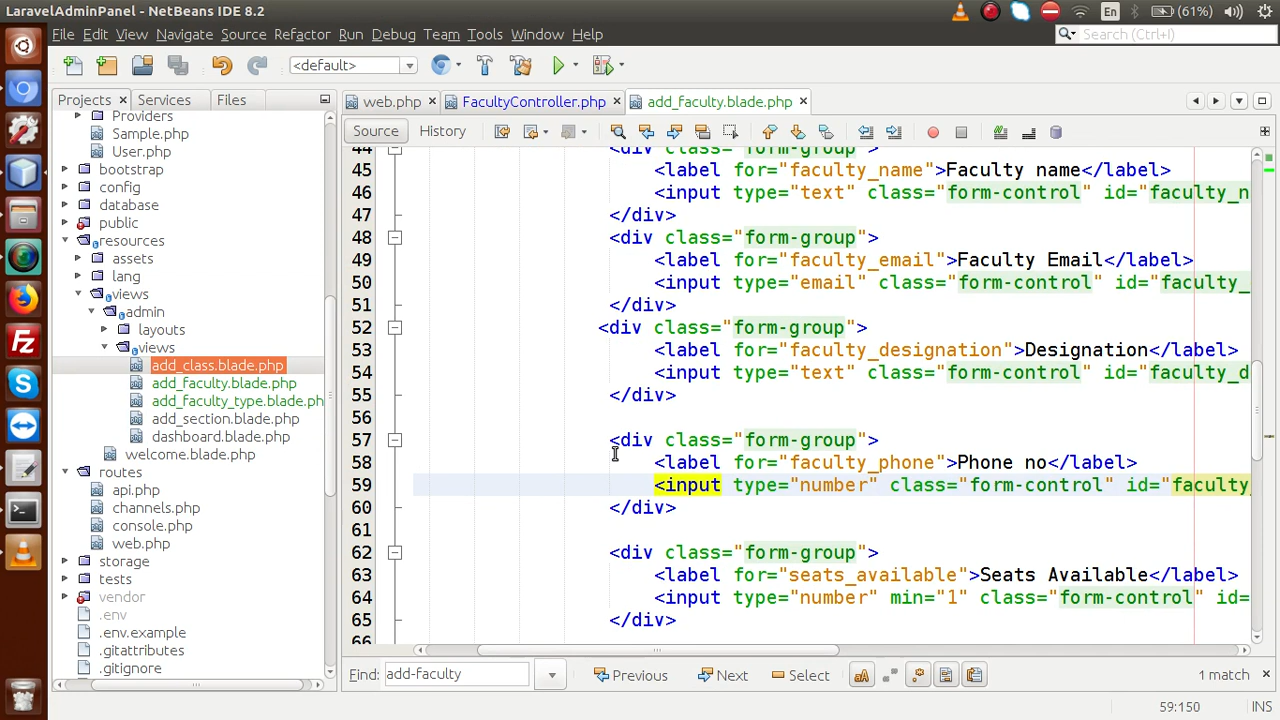 LaravelAdminPanel - NetBeans IDE 8.2
En
(61%)
File Edit View Navigate Source Refactor Run Debug Team Tools Window Help
Search (Ctrl+I)
<default>
Projects
Services
Files
web.php
FacultyController.php
add_faculty.blade.php
Source
History
Providers
Sample.php
User.php
bootstrap
config
database
public
resources
assets
lang
views
admin
layouts
views
add_class.blade.php
add_faculty.blade.php
add_faculty_type.blade.ph
add_section.blade.php
dashboard.blade.php
welcome.blade.php
routes
api.php
channels.php
console.php
web.php
storage
tests
vendor
.env
.env.example
.gitattributes
.gitignore
44 <div class="form-group">
45 <label for="faculty_name">Faculty name</label>
46 <input type="text" class="form-control" id="faculty_n
47 </div>
48 <div class="form-group">
49 <label for="faculty_email">Faculty Email</label>
50 <input type="email" class="form-control" id="faculty_
51 </div>
52 <div class="form-group">
53 <label for="faculty_designation">Designation</label>
54 <input type="text" class="form-control" id="faculty_d
55 </div>
56
57 <div class="form-group">
58 <label for="faculty_phone">Phone no</label>
59 <input type="number" class="form-control" id="faculty_
60 </div>
61
62 <div class="form-group">
63 <label for="seats_available">Seats Available</label>
64 <input type="number" min="1" class="form-control" id=
65 </div>
66
Find: add-faculty
Previous
Next
Select
aA
1 match
59:150
INS